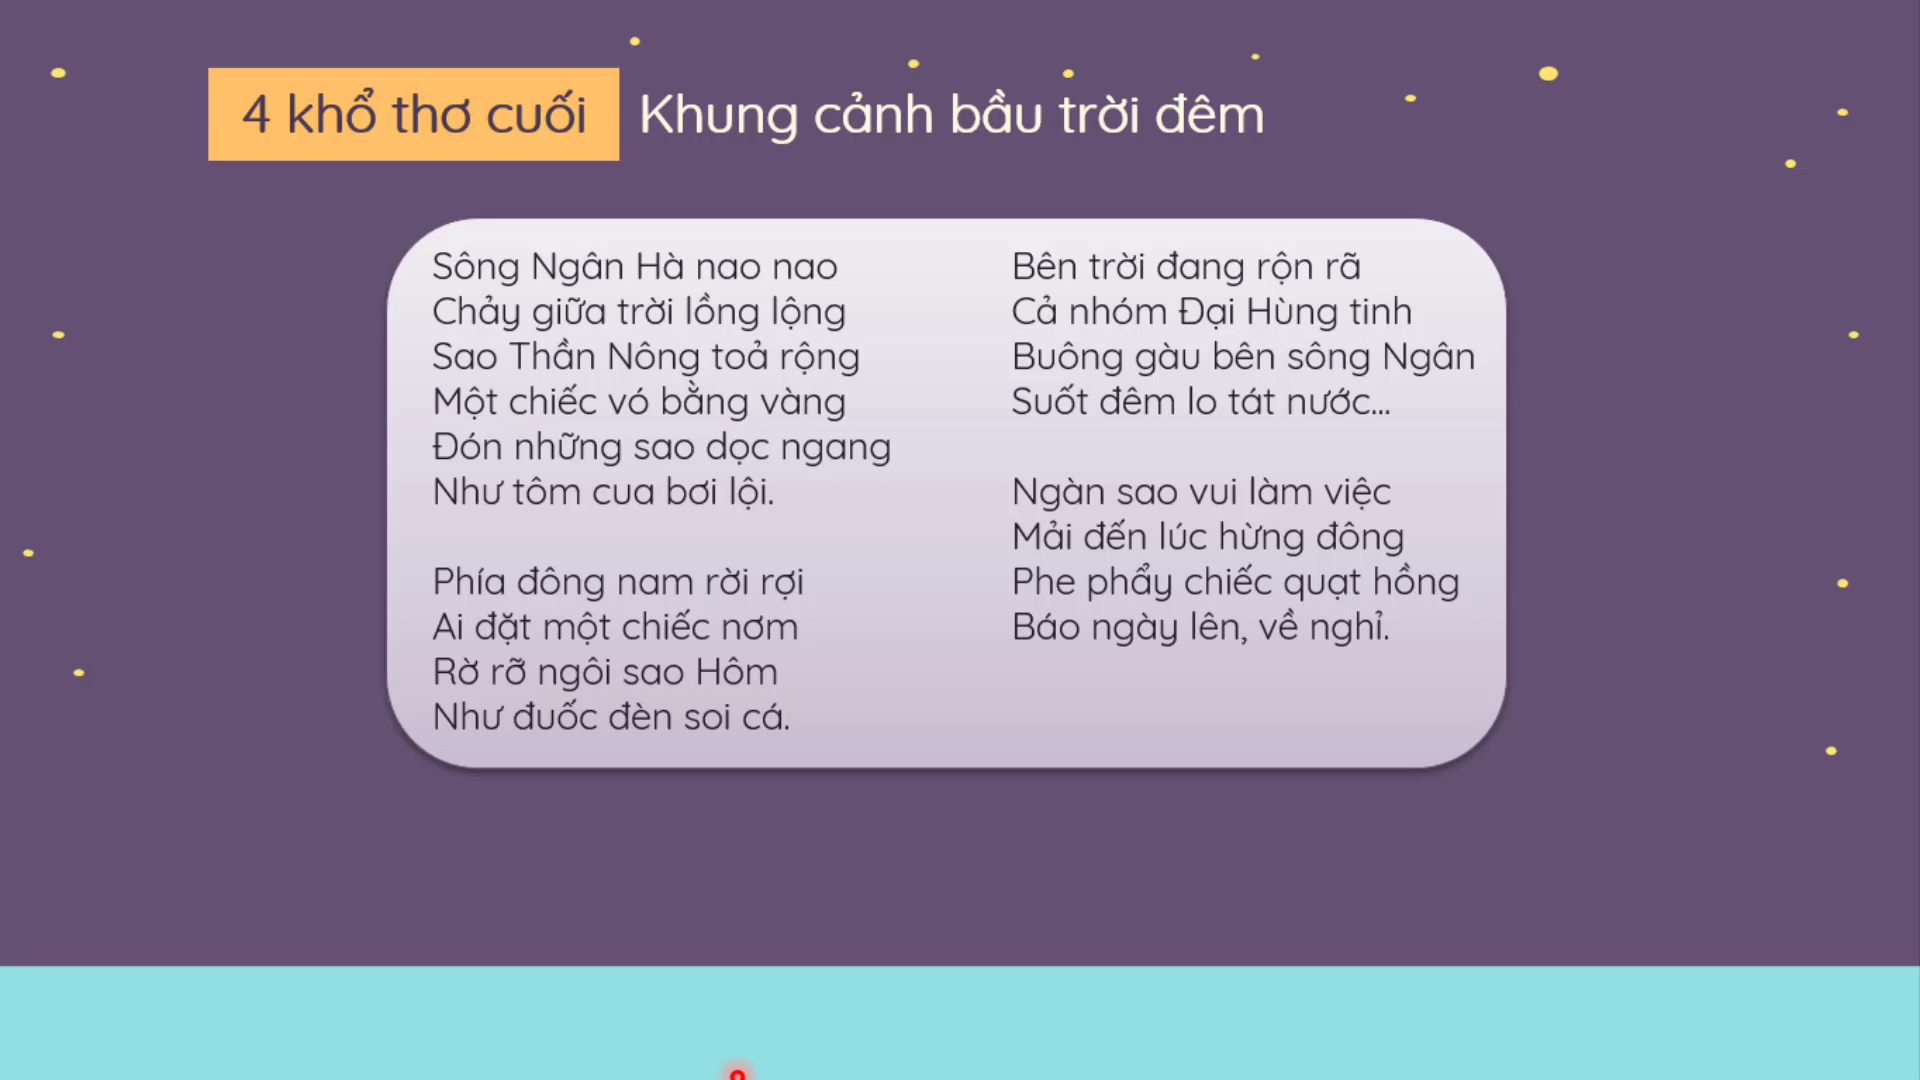 4 khổ thơ cuối
Khung cảnh bầu trời đêm
Sông Ngân Hà nao nao
Chảy giữa trời lồng lộng
Sao Thần Nông toả rộng
Một chiếc vó bằng vàng
Đón những sao dọc ngang
Như tôm cua bơi lội.
Phía đông nam rời rợi
Ai đặt một chiếc nơm
Rờ rỡ ngôi sao Hôm
Như đuốc đèn soi cá.
Bên trời đang rộn rã
Cả nhóm Đại Hùng tinh
Buông gàu bên sông Ngân
Suốt đêm lo tát nước...
Ngàn sao vui làm việc
Mải đến lúc hừng đông
Phe phẩy chiếc quạt hồng
Báo ngày lên, về nghỉ.